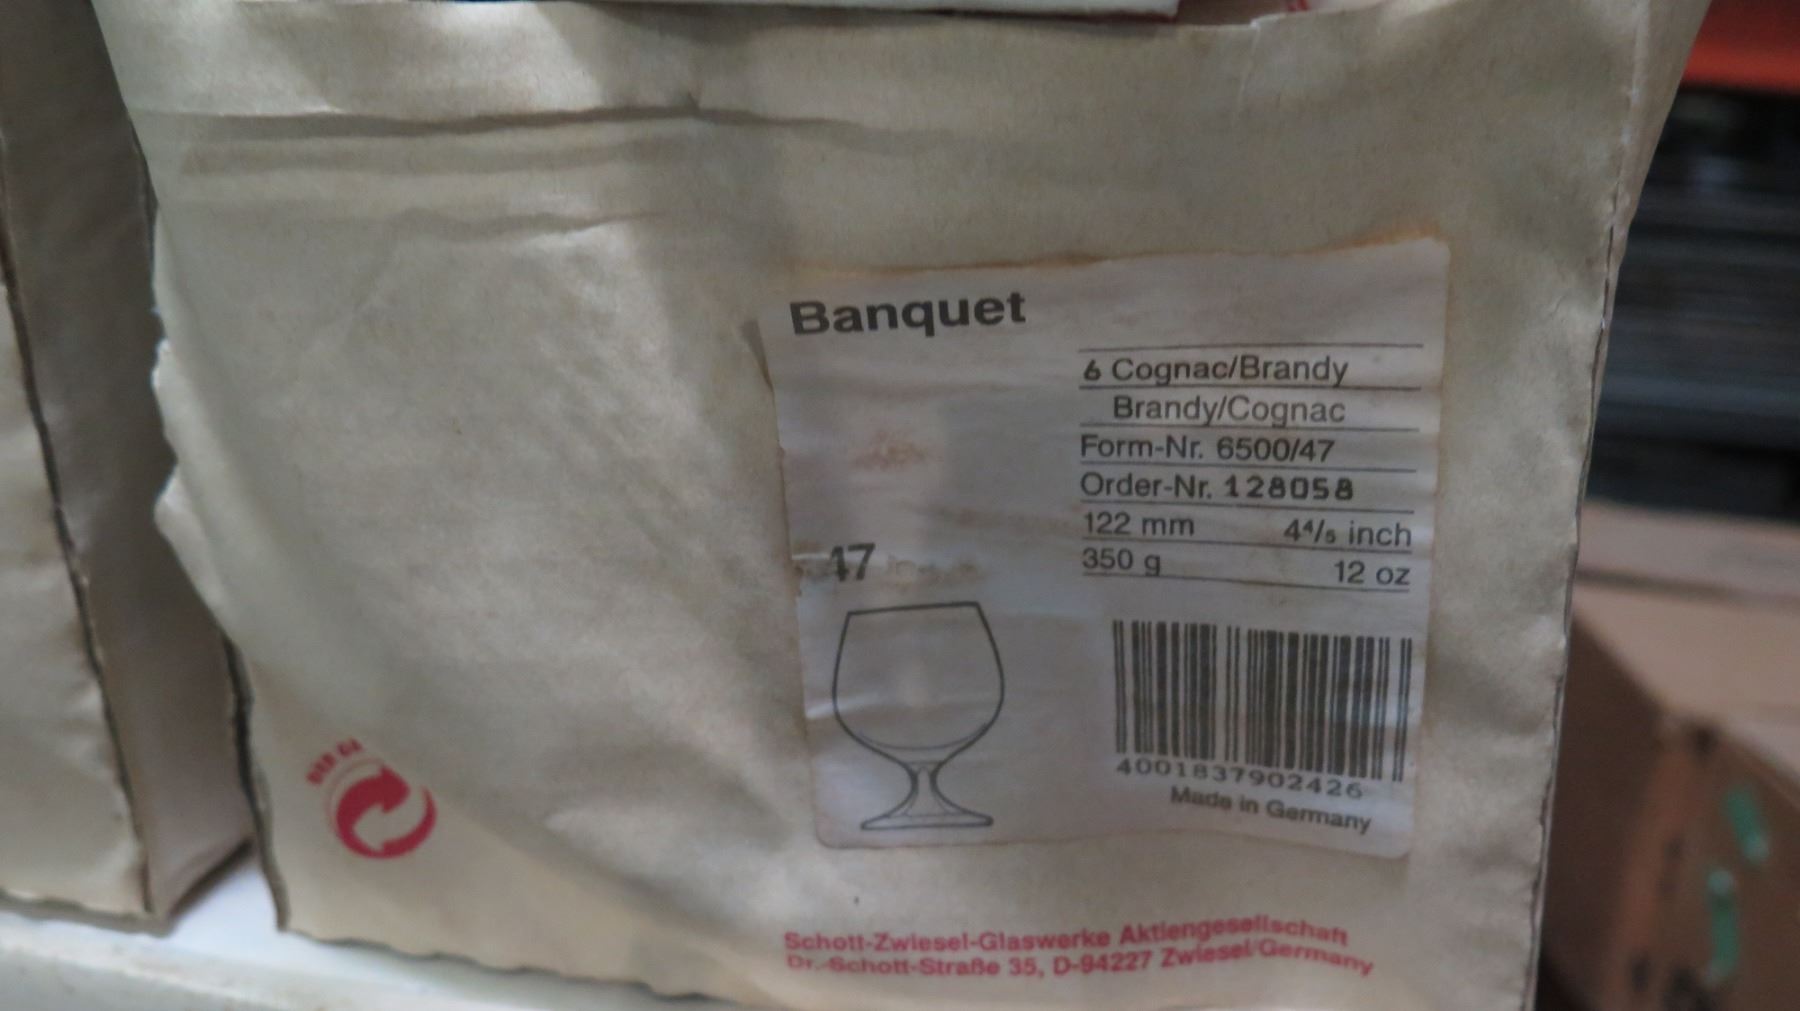 Banquet
6 Cognac/Brandy
Brandy/Cognac
Form-Nr. 6500/47
Order-Nr. 128058
122 mm 4⁴/₅ inch
350 g 12 oz
47
4001837902426
Made in Germany
Schott-Zwiesel-Glaswerke Aktiengesellschaft
Dr.-Schott-Straße 35, D-94227 Zwiesel/Germany